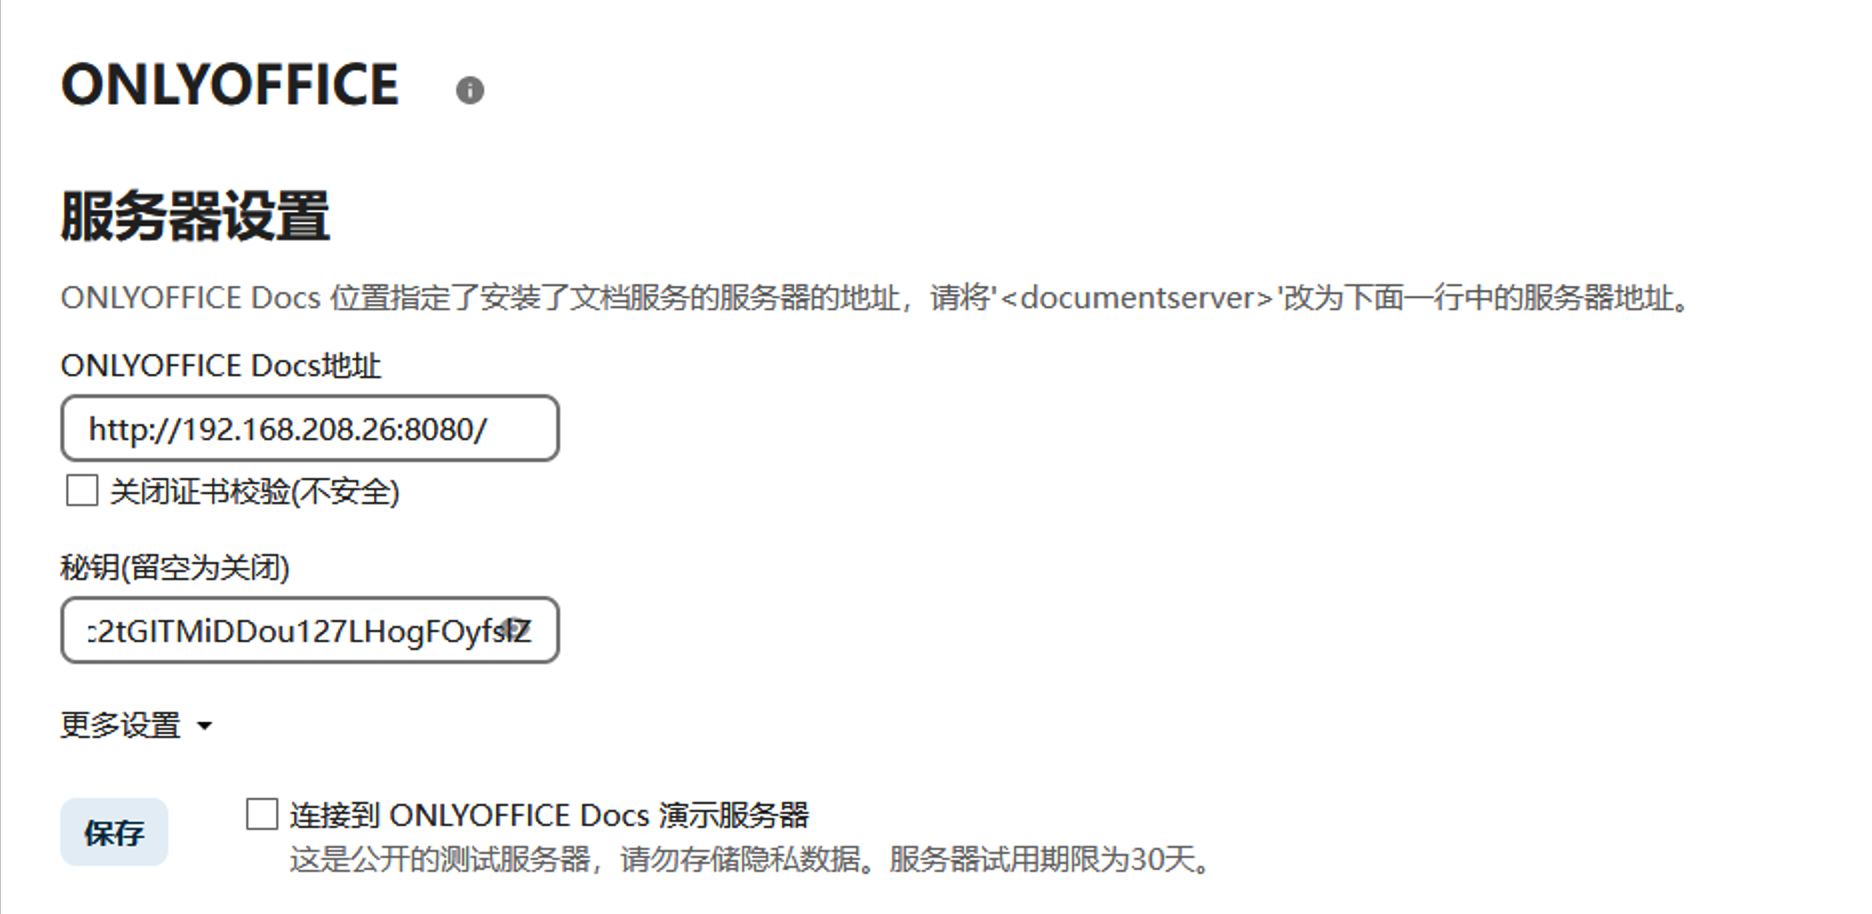 ONLYOFFICE
服务器设置
ONLYOFFICE Docs 位置指定了安装了文档服务的服务器的地址，请将'<documentserver>'改为下面一行中的服务器地址。
ONLYOFFICE Docs地址
http://192.168.208.26:8080/
关闭证书校验(不安全)
秘钥(留空为关闭)
更多设置
保存
连接到 ONLYOFFICE Docs 演示服务器
这是公开的测试服务器，请勿存储隐私数据。服务器试用期限为30天。